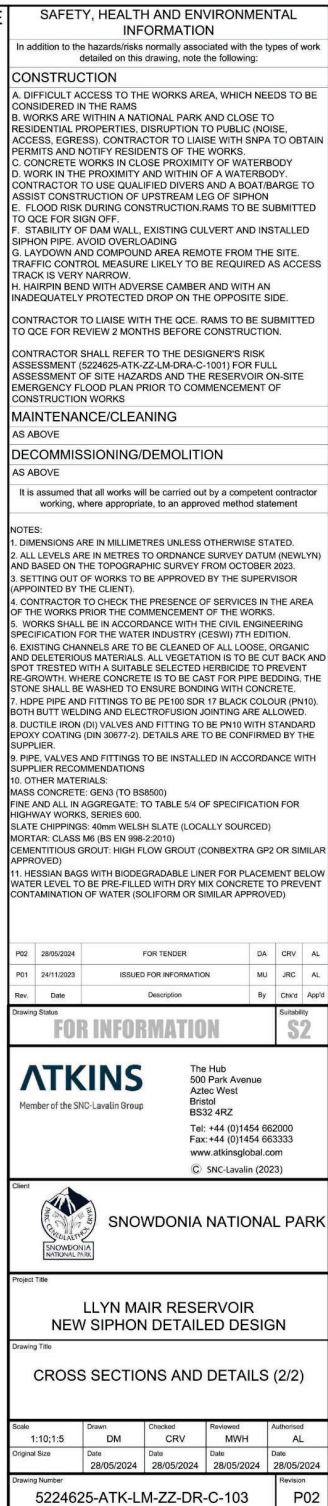 SAFETY, HEALTH AND ENVIRONMENTAL
INFORMATION
In addition to the hazards/risks normally associated with the types of work
detailed on this drawing, note the following:
CONSTRUCTION
A. DIFFICULT ACCESS TO THE WORKS AREA, WHICH NEEDS TO BE
CONSIDERED IN THE RAMS
B. WORKS ARE WITHIN A NATIONAL PARK AND CLOSE TO
RESIDENTIAL PROPERTIES, DISRUPTION TO PUBLIC (NOISE,
ACCESS, EGRESS). CONTRACTOR TO LIAISE WITH SNPA TO OBTAIN
PERMITS AND NOTIFY RESIDENTS OF THE WORKS.
C. CONCRETE WORKS IN CLOSE PROXIMITY OF WATERBODY
D. WORK IN THE PROXIMITY AND WITHIN OF A WATERBODY.
CONTRACTOR TO USE QUALIFIED DIVERS AND A BOAT/BARGE TO
ASSIST CONSTRUCTION OF UPSTREAM LEG OF SIPHON
E. FLOOD RISK DURING CONSTRUCTION.RAMS TO BE SUBMITTED
TO QCE FOR SIGN OFF.
F. STABILITY OF DAM WALL, EXISTING CULVERT AND INSTALLED
SIPHON PIPE. AVOID OVERLOADING
G. LAYDOWN AND COMPOUND AREA REMOTE FROM THE SITE.
TRAFFIC CONTROL MEASURE LIKELY TO BE REQUIRED AS ACCESS
TRACK IS VERY NARROW.
H. HAIRPIN BEND WITH ADVERSE CAMBER AND WITH AN
INADEQUATELY PROTECTED DROP ON THE OPPOSITE SIDE.
CONTRACTOR TO LIAISE WITH THE QCE. RAMS TO BE SUBMITTED
TO QCE FOR REVIEW 2 MONTHS BEFORE CONSTRUCTION.
CONTRACTOR SHALL REFER TO THE DESIGNER'S RISK
ASSESSMENT (5224625-ATK-ZZ-LM-DRA-C-1001) FOR FULL
ASSESSMENT OF SITE HAZARDS AND THE RESERVOIR ON-SITE
EMERGENCY FLOOD PLAN PRIOR TO COMMENCEMENT OF
CONSTRUCTION WORKS
MAINTENANCE/CLEANING
AS ABOVE
DECOMMISSIONING/DEMOLITION
AS ABOVE
It is assumed that all works will be carried out by a competent contractor
working, where appropriate, to an approved method statement
NOTES:
1. DIMENSIONS ARE IN MILLIMETRES UNLESS OTHERWISE STATED.
2. ALL LEVELS ARE IN METRES TO ORDNANCE SURVEY DATUM (NEWLYN)
AND BASED ON THE TOPOGRAPHIC SURVEY FROM OCTOBER 2023.
3. SETTING OUT OF WORKS TO BE APPROVED BY THE SUPERVISOR
(APPOINTED BY THE CLIENT).
4. CONTRACTOR TO CHECK THE PRESENCE OF SERVICES IN THE AREA
OF THE WORKS PRIOR THE COMMENCEMENT OF THE WORKS.
5. WORKS SHALL BE IN ACCORDANCE WITH THE CIVIL ENGINEERING
SPECIFICATION FOR THE WATER INDUSTRY (CESWI) 7TH EDITION.
6. EXISTING CHANNELS ARE TO BE CLEANED OF ALL LOOSE, ORGANIC
AND DELETERIOUS MATERIALS. ALL VEGETATION IS TO BE CUT BACK AND
SPOT TREATED WITH A SUITABLE SELECTED HERBICIDE TO PREVENT
RE-GROWTH. WHERE CONCRETE IS TO BE CAST FOR PIPE BEDDING, THE
STONE SHALL BE WASHED TO ENSURE BONDING WITH CONCRETE.
7. HDPE PIPE AND FITTINGS TO BE PE100 SDR 17 BLACK COLOUR (PN10).
BOTH BUTT WELDING AND ELECTROFUSION JOINTING ARE ALLOWED.
8. DUCTILE IRON (DI) VALVES AND FITTING TO BE PN10 WITH STANDARD
EPOXY COATING (DIN 30677-2). DETAILS ARE TO BE CONFIRMED BY THE
SUPPLIER.
9. PIPE, VALVES AND FITTINGS TO BE INSTALLED IN ACCORDANCE WITH
SUPPLIER RECOMMENDATIONS
10. OTHER MATERIALS:
MASS CONCRETE: GEN3 (TO BS8500)
FINE AND ALL IN AGGREGATE: TO TABLE 5/4 OF SPECIFICATION FOR
HIGHWAY WORKS, SERIES 600.
SLATE CHIPPINGS: 40mm WELSH SLATE (LOCALLY SOURCED)
MORTAR: CLASS M6 (BS EN 998-2:2010)
CEMENTITIOUS GROUT: HIGH FLOW GROUT (CONBEXTRA GP2 OR SIMILAR
APPROVED)
11. HESSIAN BAGS WITH BIODEGRADABLE LINER FOR PLACEMENT BELOW
WATER LEVEL TO BE PRE-FILLED WITH DRY MIX CONCRETE TO PREVENT
CONTAMINATION OF WATER (SOLIFORM OR SIMILAR APPROVED)
P02 28/05/2024 FOR TENDER DA CRV AL
P01 24/11/2023 ISSUED FOR INFORMATION MU JRC AL
Rev. Date Description By Chk'd App'd
Drawing Status Suitability
FOR INFORMATION S2
ATKINS
Member of the SNC-Lavalin Group
The Hub
500 Park Avenue
Aztec West
Bristol
BS32 4RZ
Tel: +44 (0)1454 662000
Fax: +44 (0)1454 663333
www.atkinsglobal.com
© SNC-Lavalin (2023)
Client
SNOWDONIA NATIONAL PARK
SNOWDONIA
NATIONAL PARK
Project Title
LLYN MAIR RESERVOIR
NEW SIPHON DETAILED DESIGN
Drawing Title
CROSS SECTIONS AND DETAILS (2/2)
Scale Drawn Checked Reviewed Authorised
1:10;1:5 DM CRV MWH AL
Original Size Date Date Date Date
28/05/2024 28/05/2024 28/05/2024 28/05/2024
Drawing Number Revision
5224625-ATK-LM-ZZ-DR-C-103 P02